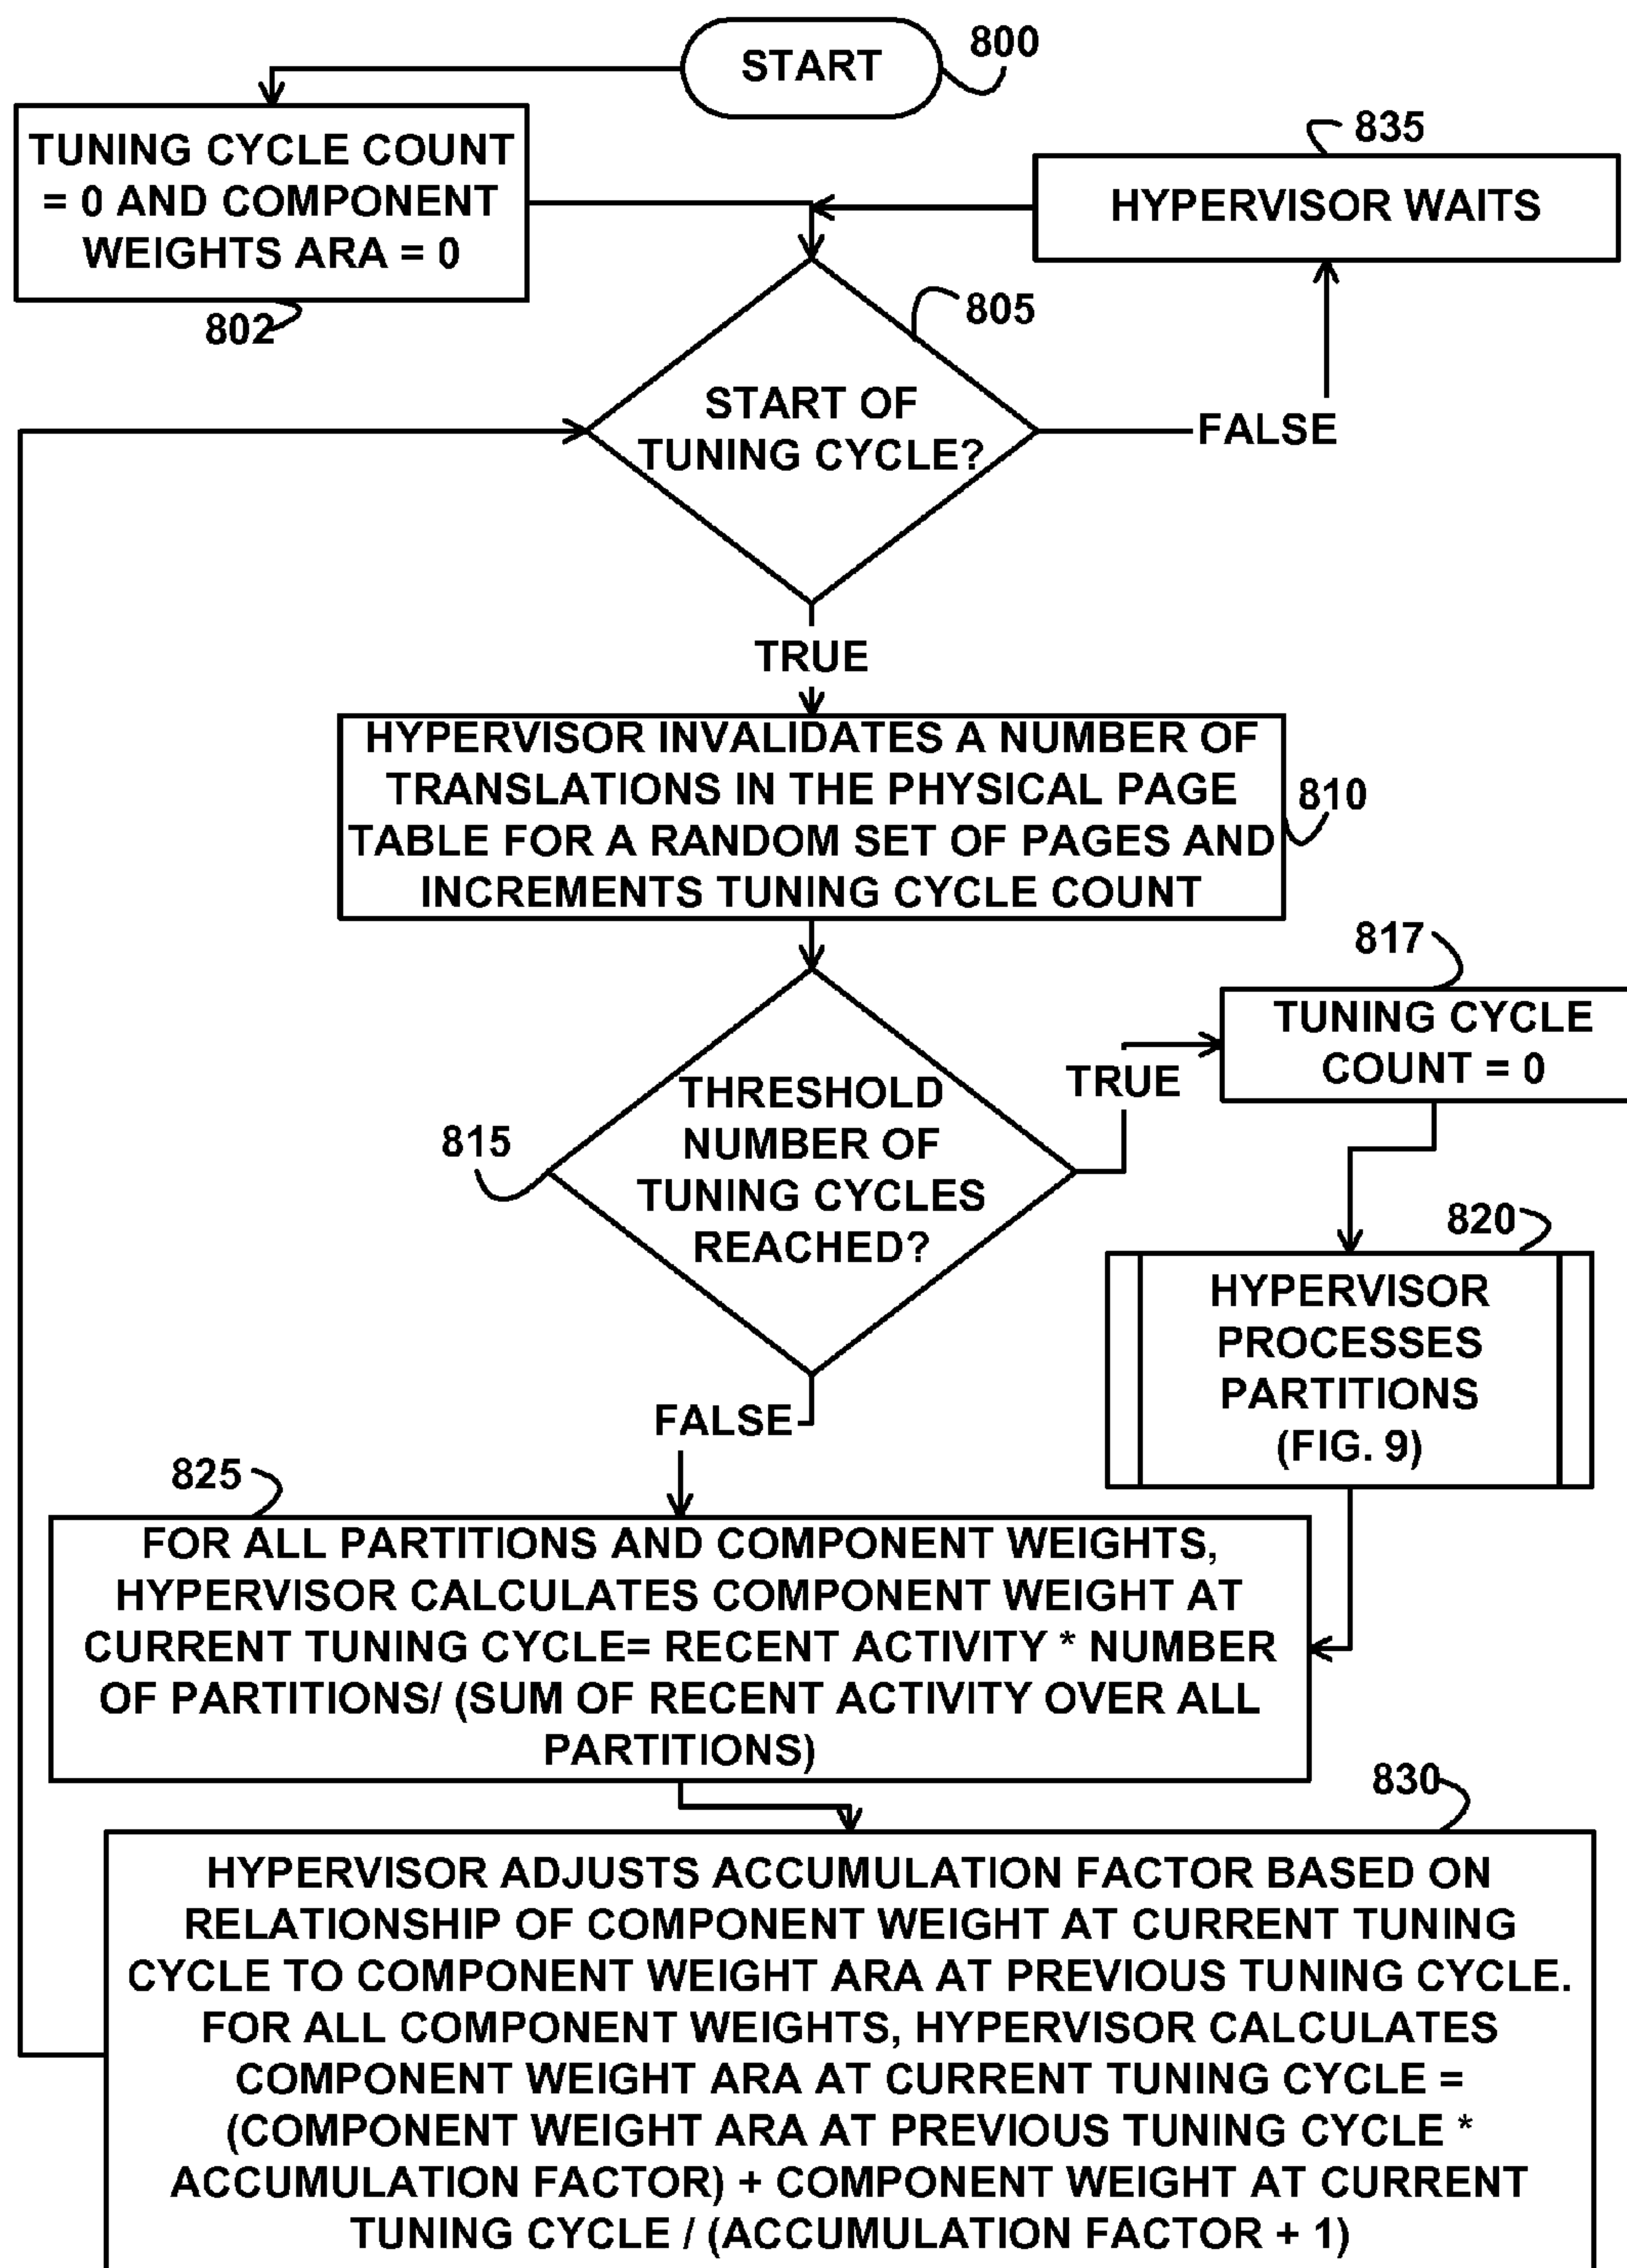 START
800
TUNING CYCLE COUNT
= 0 AND COMPONENT
WEIGHTS ARA = 0
802
835
HYPERVISOR WAITS
805
START OF
TUNING CYCLE?
FALSE
TRUE
HYPERVISOR INVALIDATES A NUMBER OF
TRANSLATIONS IN THE PHYSICAL PAGE
TABLE FOR A RANDOM SET OF PAGES AND
INCREMENTS TUNING CYCLE COUNT
810
817
TUNING CYCLE
COUNT = 0
TRUE
THRESHOLD
NUMBER OF
TUNING CYCLES
REACHED?
815
820
HYPERVISOR
PROCESSES
PARTITIONS
(FIG. 9)
FALSE
825
FOR ALL PARTITIONS AND COMPONENT WEIGHTS,
HYPERVISOR CALCULATES COMPONENT WEIGHT AT
CURRENT TUNING CYCLE= RECENT ACTIVITY * NUMBER
OF PARTITIONS/ (SUM OF RECENT ACTIVITY OVER ALL
PARTITIONS)
830
HYPERVISOR ADJUSTS ACCUMULATION FACTOR BASED ON
RELATIONSHIP OF COMPONENT WEIGHT AT CURRENT TUNING
CYCLE TO COMPONENT WEIGHT ARA AT PREVIOUS TUNING CYCLE.
FOR ALL COMPONENT WEIGHTS, HYPERVISOR CALCULATES
COMPONENT WEIGHT ARA AT CURRENT TUNING CYCLE =
(COMPONENT WEIGHT ARA AT PREVIOUS TUNING CYCLE *
ACCUMULATION FACTOR) + COMPONENT WEIGHT AT CURRENT
TUNING CYCLE / (ACCUMULATION FACTOR + 1)